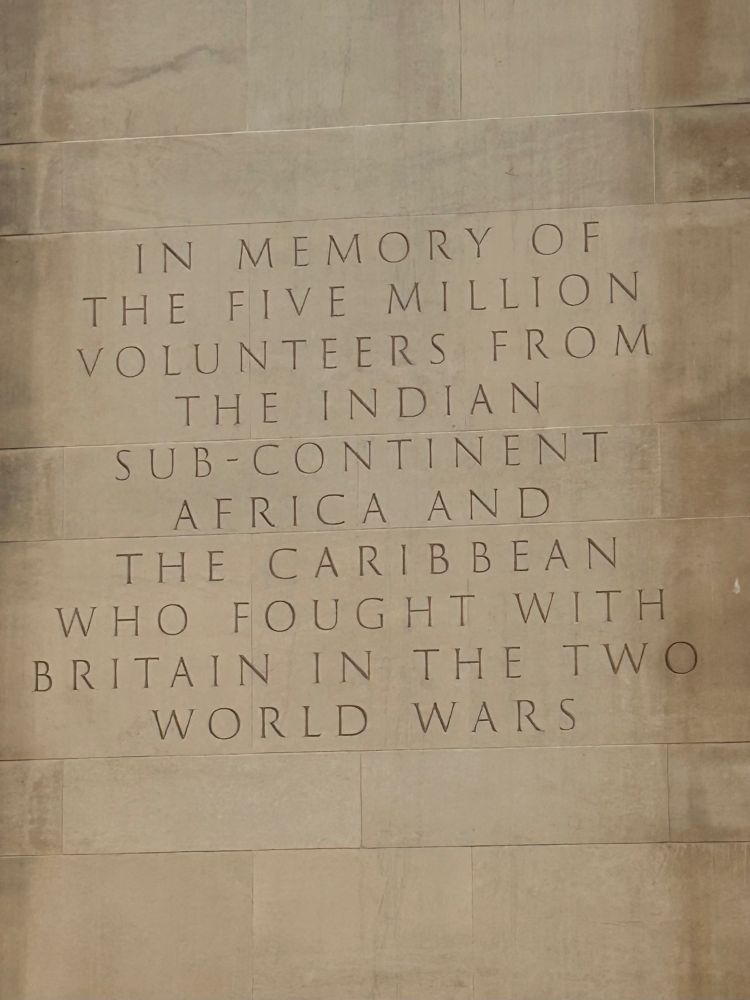 IN MEMORY OF
THE FIVE MILLION
VOLUNTEERS FROM
THE INDIAN
SUB-CONTINENT
AFRICA AND
THE CARIBBEAN
WHO FOUGHT WITH
BRITAIN IN THE TWO
WORLD WARS